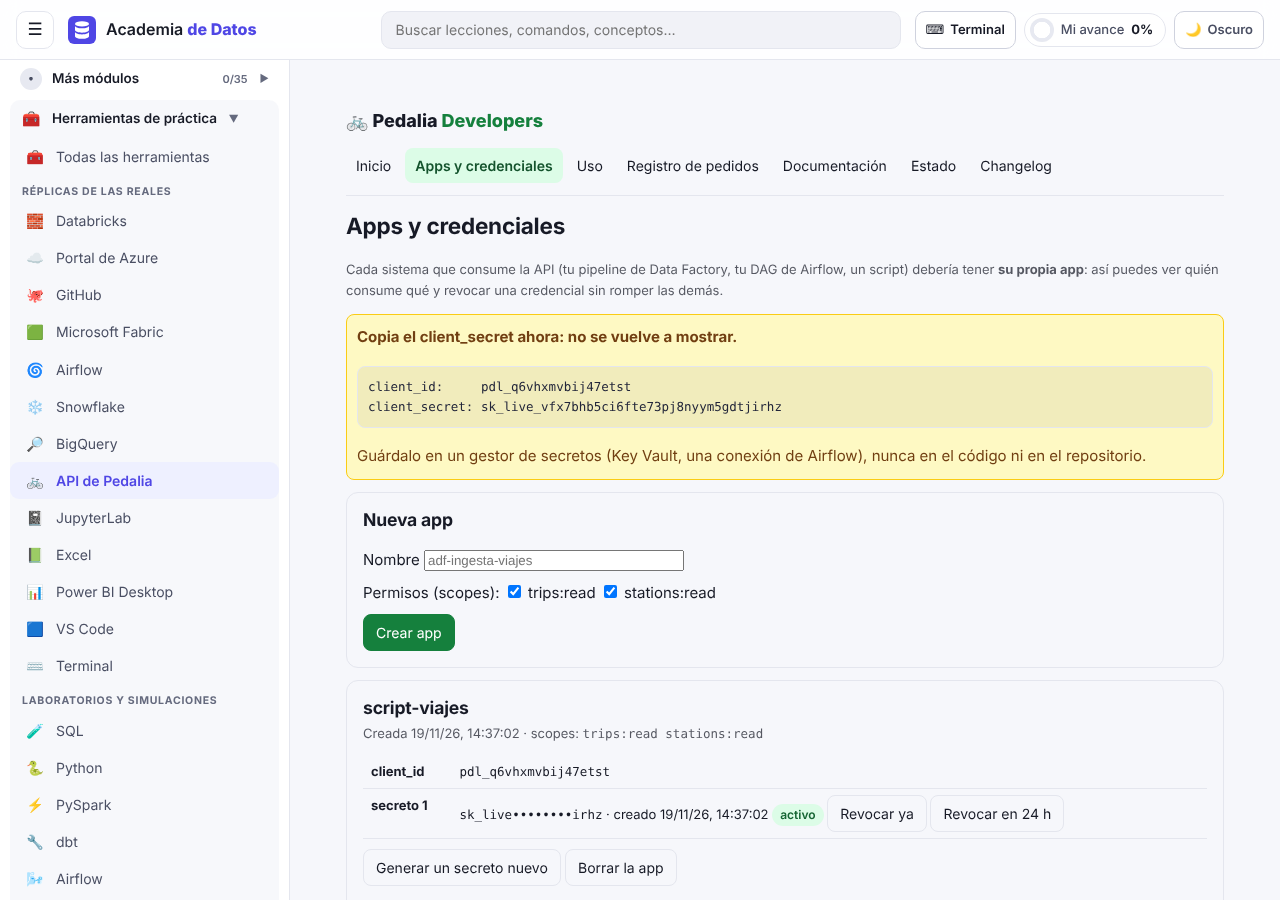 ☰ Academia de Datos
Buscar lecciones, comandos, conceptos...
Terminal
Mi avance 0%
Oscuro
Más módulos 0/35
Herramientas de práctica
Todas las herramientas
RÉPLICAS DE LAS REALES
Databricks
Portal de Azure
GitHub
Microsoft Fabric
Airflow
Snowflake
BigQuery
API de Pedalia
JupyterLab
Excel
Power BI Desktop
VS Code
Terminal
LABORATORIOS Y SIMULACIONES
SQL
Python
PySpark
dbt
Airflow
Pedalia Developers
Inicio Apps y credenciales Uso Registro de pedidos Documentación Estado Changelog
Apps y credenciales
Cada sistema que consume la API (tu pipeline de Data Factory, tu DAG de Airflow, un script) debería tener su propia app: así puedes ver quién
consume qué y revocar una credencial sin romper las demás.
Copia el client_secret ahora: no se vuelve a mostrar.
client_id: pdl_q6vhxmvbij47etst
client_secret: sk_live_vfx7bhb5ci6fte73pj8nyym5gdtjirhz
Guárdalo en un gestor de secretos (Key Vault, una conexión de Airflow), nunca en el código ni en el repositorio.
Nueva app
Nombre adf-ingesta-viajes
Permisos (scopes): trips:read stations:read
Crear app
script-viajes
Creada 19/11/26, 14:37:02 · scopes: trips:read stations:read
client_id pdl_q6vhxmvbij47etst
secreto 1 sk_live••••••••irhz · creado 19/11/26, 14:37:02 activo Revocar ya Revocar en 24 h
Generar un secreto nuevo Borrar la app